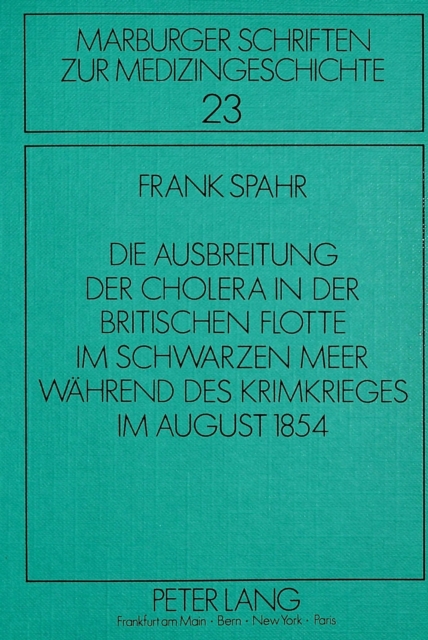 MARBURGER SCHRIFTEN
ZUR MEDIZINGESCHICHTE
23
FRANK SPAHR
DIE AUSBREITUNG
DER CHOLERA IN DER
BRITISCHEN FLOTTE
IM SCHWARZEN MEER
WÄHREND DES KRIMKRIEGES
IM AUGUST 1854
PETER LANG
Frankfurt am Main · Bern · New York · Paris